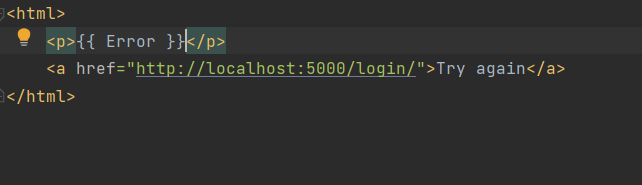 <html>
<p>{{ Error }}</p>
<a href="http://localhost:5000/login/">Try again</a>
</html>